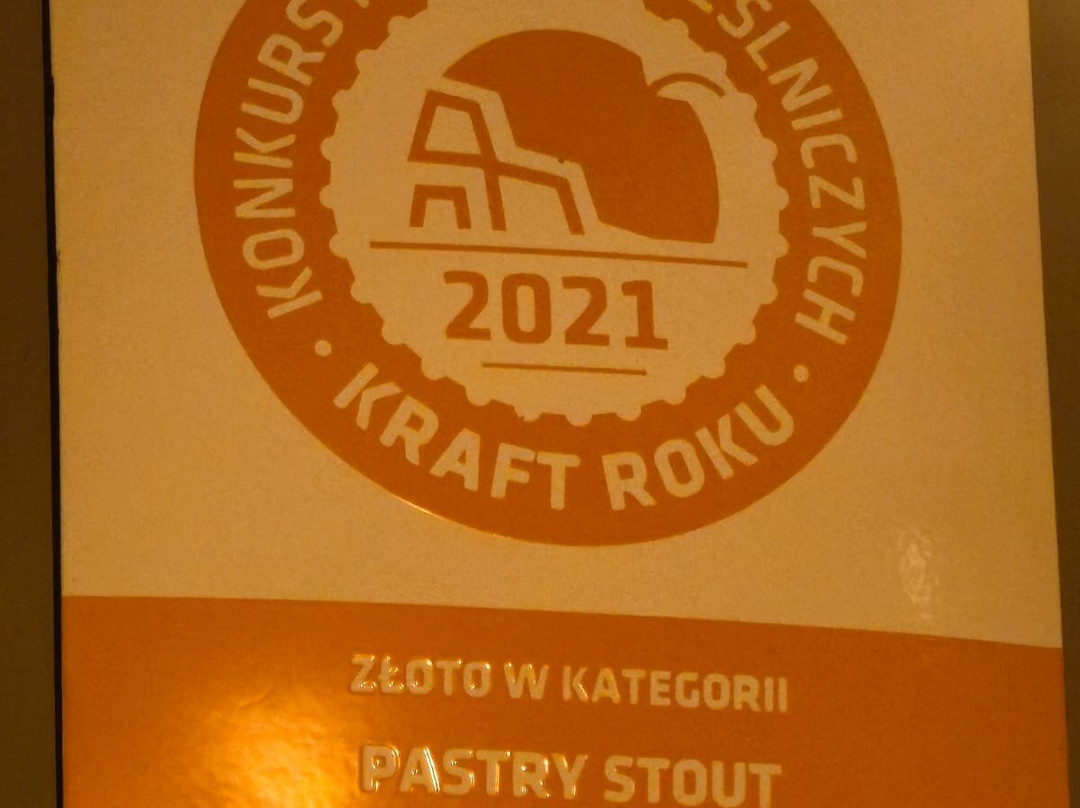 KONKURS
2021
KRAFT ROKU
ZŁOTO W KATEGORII
PASTRY STOUT